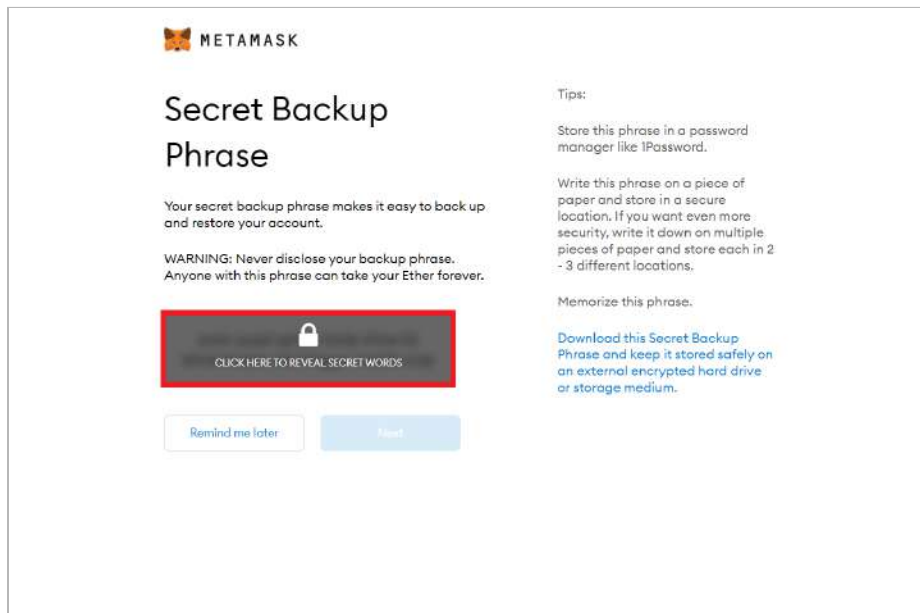 METAMASK
Secret Backup
Phrase
Your secret backup phrase makes it easy to back up
and restore your account.
WARNING: Never disclose your backup phrase.
Anyone with this phrase can take your Ether forever.
CLICK HERE TO REVEAL SECRET WORDS
Remind me later
Next
Tips:
Store this phrase in a password
manager like 1Password.
Write this phrase on a piece of
paper and store in a secure
location. If you want even more
security, write it down on multiple
pieces of paper and store each in 2
- 3 different locations.
Memorize this phrase.
Download this Secret Backup
Phrase and keep it stored safely on
an external encrypted hard drive
or storage medium.